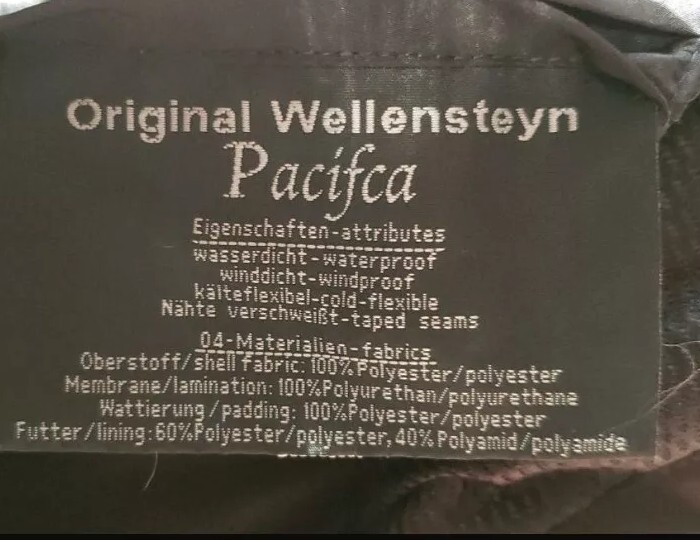 Original Wellensteyn
Pacifca
Eigenschaften-attributes
wasserdicht-waterproof
winddicht-windproof
kälteflexibel-cold-flexible
Nähte verschweißt-taped seams
04-Materialien-fabrics
Oberstoff/shell fabric: 100%Polyester/polyester
Membrane/lamination: 100%Polyurethan/polyurethane
Wattierung/padding: 100%Polyester/polyester
Futter/lining:60%Polyester/polyester, 40% Polyamid/polyamide